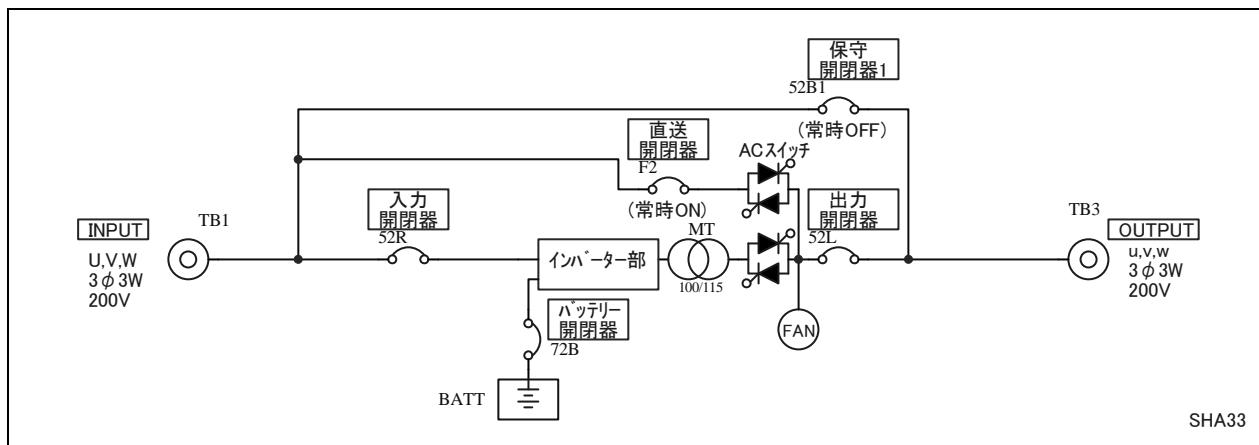 保守
開閉器1
52B1
(常時OFF)
直送
開閉器
F2
(常時ON)
ACスイッチ
入力
開閉器
52R
出力
開閉器
52L
INPUT
TB1
U,V,W
3φ3W
200V
インバーター部
MT
100/115
TB3
OUTPUT
u,v,w
3φ3W
200V
バッテリー
開閉器
72B
FAN
BATT
SHA33